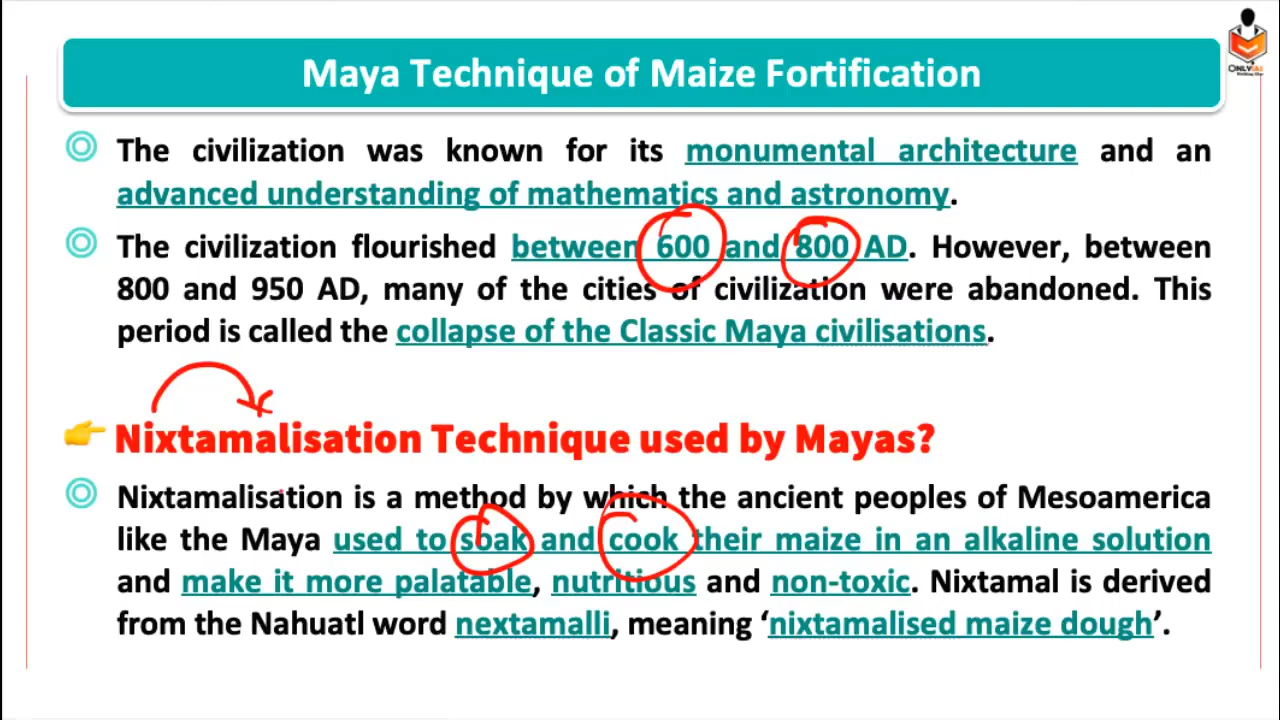 Maya Technique of Maize Fortification
The civilization was known for its monumental architecture and an
advanced understanding of mathematics and astronomy.
The civilization flourished between 600 and 800 AD. However, between
800 and 950 AD, many of the cities of civilization were abandoned. This
period is called the collapse of the Classic Maya civilisations.
Nixtamalisation Technique used by Mayas?
Nixtamalisation is a method by which the ancient peoples of Mesoamerica
like the Maya used to soak and cook their maize in an alkaline solution
and make it more palatable, nutritious and non-toxic. Nixtamal is derived
from the Nahuatl word nextamalli, meaning ‘nixtamalised maize dough’.